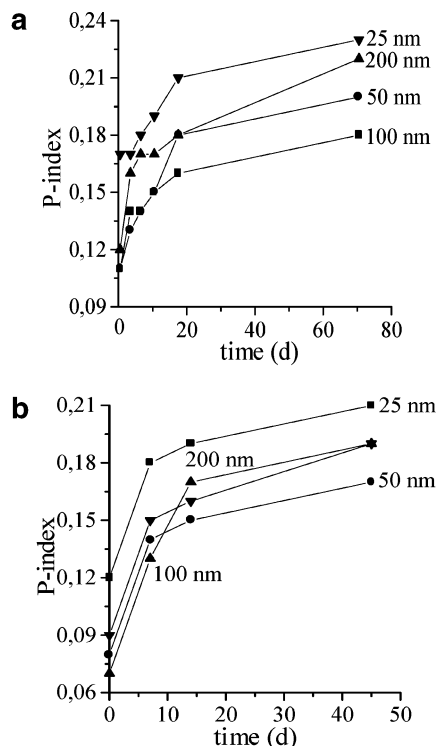 a
0,24
0,21
0,18
0,15
0,12
0,09
P-index
25 nm
200 nm
50 nm
100 nm
0 20 40 60 80
time (d)
b
0,21
0,18
0,15
0,12
0,09
0,06
P-index
25 nm
200 nm
50 nm
100 nm
0 10 20 30 40 50
time (d)